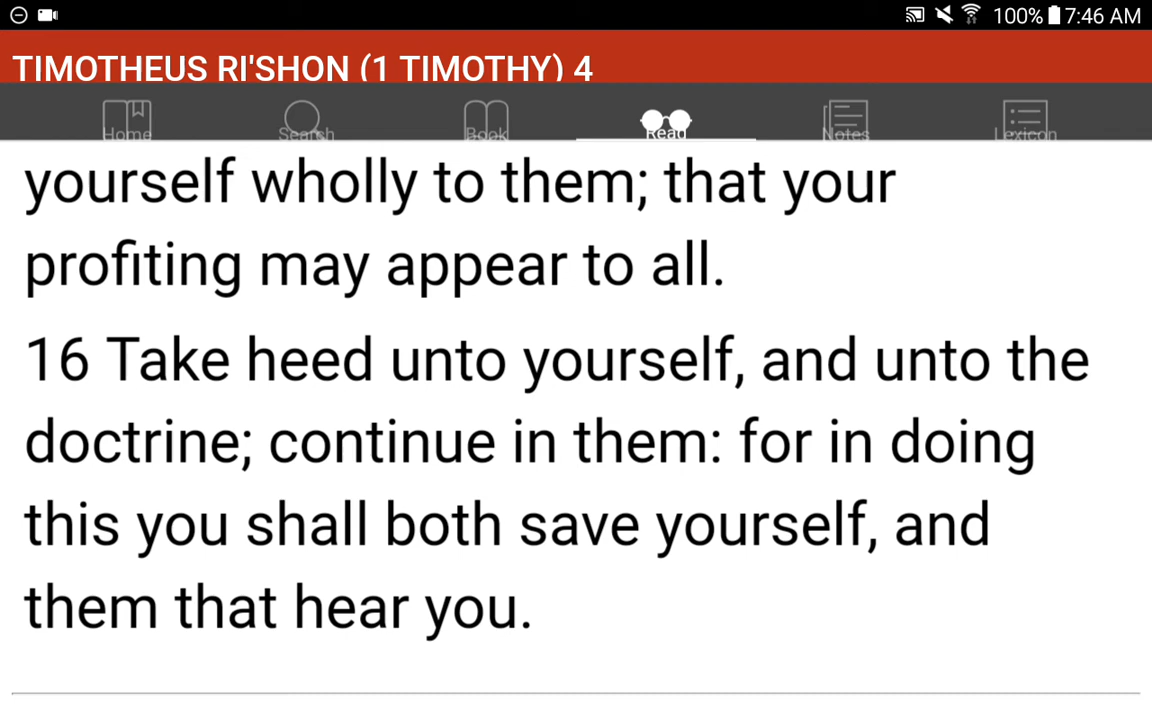 100% 7:46 AM
TIMOTHEUS RI'SHON (1 TIMOTHY) 4
Home Search Book Read Notes Lexicon
yourself wholly to them; that your
profiting may appear to all.
16 Take heed unto yourself, and unto the
doctrine; continue in them: for in doing
this you shall both save yourself, and
them that hear you.